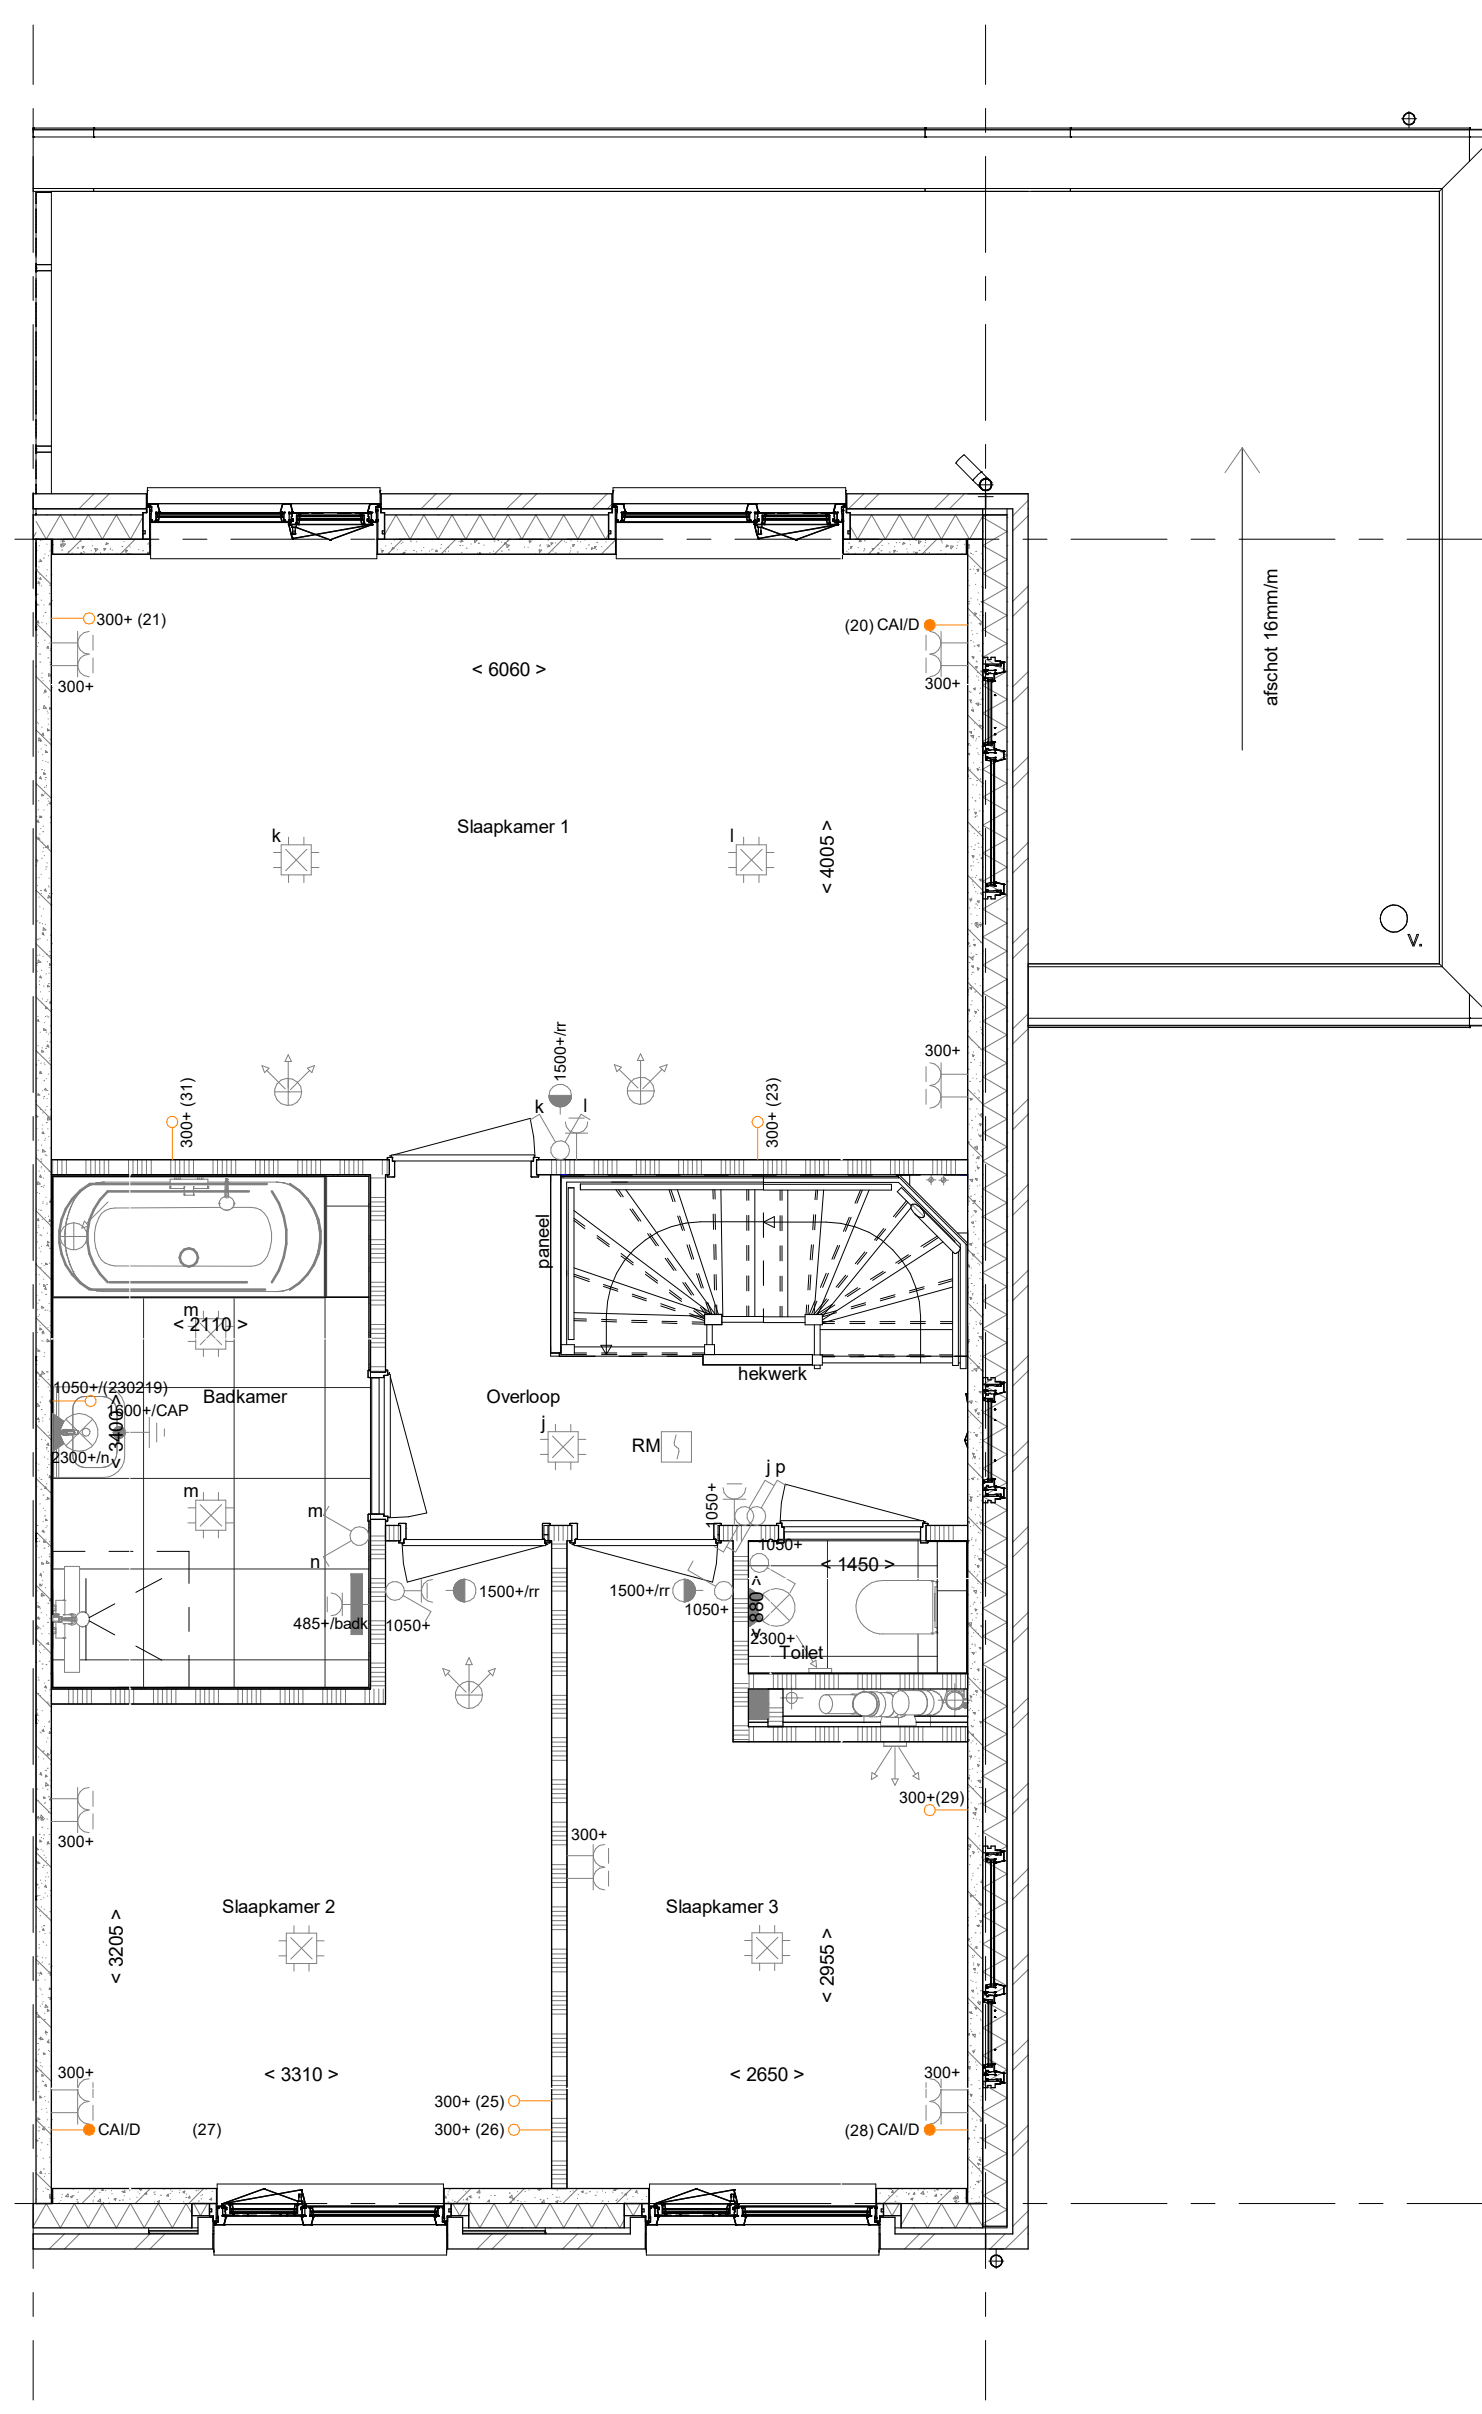 300+ (21)
(20) CAI/D
300+
300+
< 6060 >
afschot 16mm/m
k
Slaapkamer 1
l
< 4005 >
V.
1500+/rr
300+
300+ (31)
k
l
300+ (23)
paneel
m
< 2110 >
hekwerk
1050+/(230219)
Badkamer
Overloop
1600+/CAP
< 3400 >
j
RM
2300+/n
j p
m
1050+
m
1050+
n
< 1450 >
1500+/rr
1500+/rr
< 880 >
485+/badk
1050+
1050+
2300+
Toilet
300+(29)
300+
300+
Slaapkamer 2
Slaapkamer 3
< 3205 >
< 2955 >
300+
< 3310 >
< 2650 >
300+
300+ (25)
CAI/D
(27)
300+ (26)
(28) CAI/D